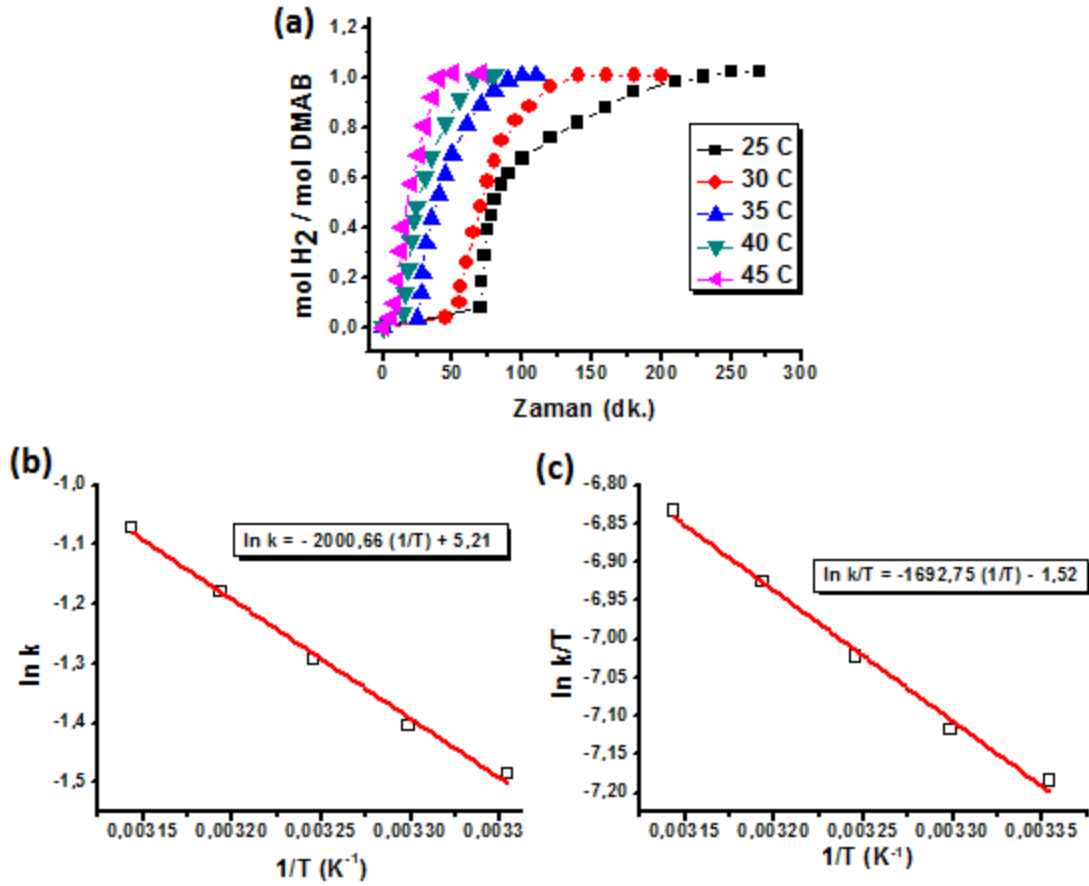 (a)
mol H2 / mol DMAB
1,2
1,0
0,8
0,6
0,4
0,2
0,0
0 50 100 150 200 250 300
Zaman (dk.)
25 C
30 C
35 C
40 C
45 C
(b)
ln k
-1,0
-1,1
-1,2
-1,3
-1,4
-1,5
ln k = - 2000,66 (1/T) + 5,21
0,00315 0,00320 0,00325 0,00330 0,0033
1/T (K⁻¹)
(c)
ln k/T
-6,80
-6,85
-6,90
-6,95
-7,00
-7,05
-7,10
-7,15
-7,20
ln k/T = -1692,75 (1/T) - 1,52
0,00315 0,00320 0,00325 0,00330 0,00335
1/T (K⁻¹)